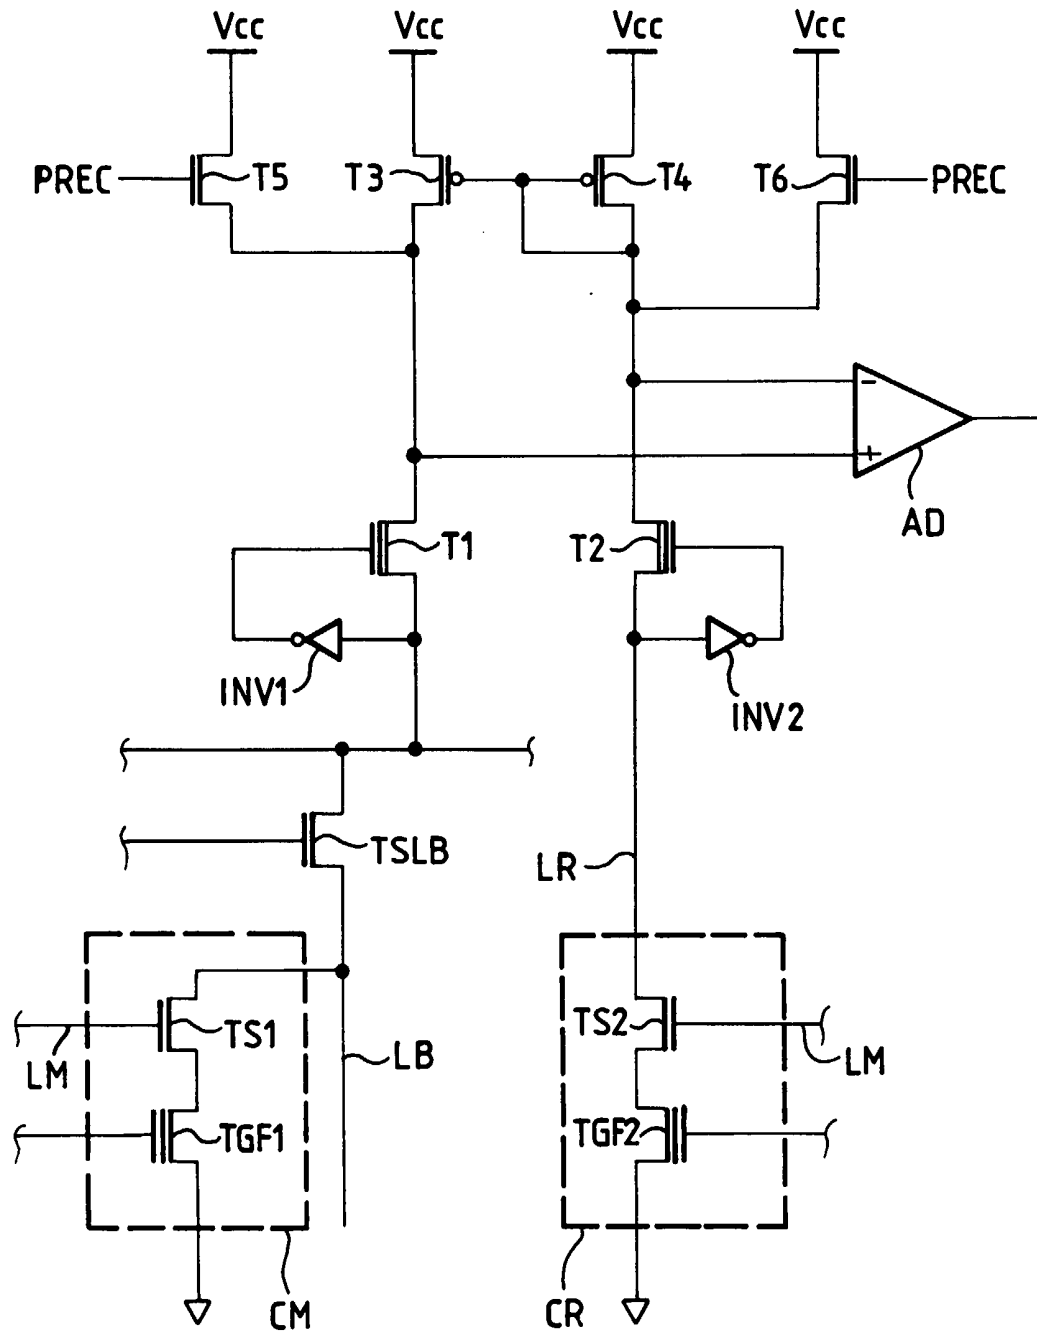 Vcc Vcc Vcc Vcc
PREC T5 T3 T4 T6 PREC
- 
+
AD
T1 T2
INV1 INV2
TSLB
LR
TS1 TS2
LM LB LM
TGF1 TGF2
CM CR